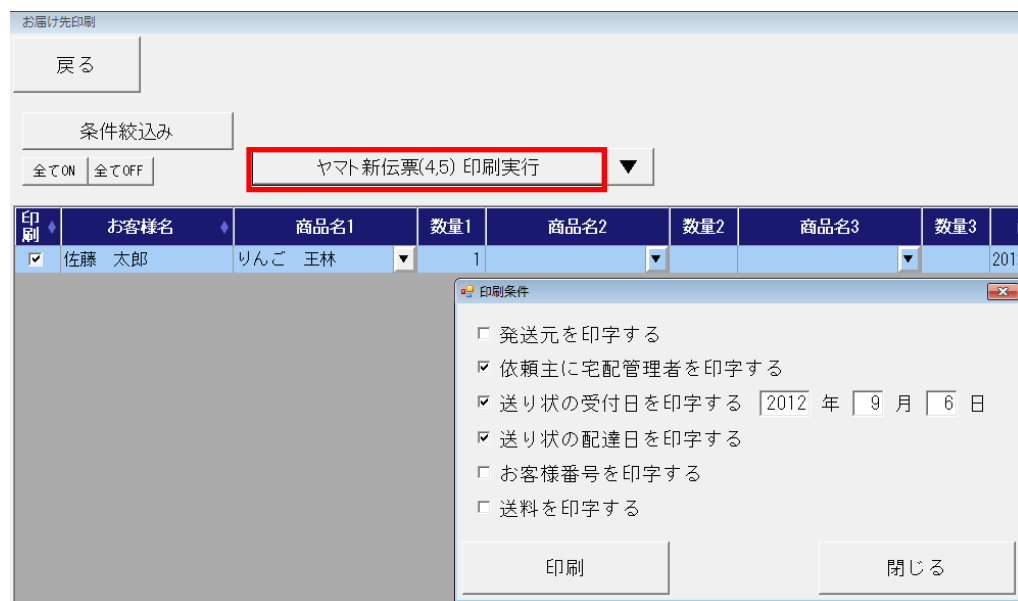 お届け先印刷
戻る
条件絞込み
全てON 全てOFF
ヤマト新伝票(4,5) 印刷実行 ▼
印刷 お客様名 商品名1 数量1 商品名2 数量2 商品名3 数量3
佐藤 太郎 りんご 王林 1 201
印刷条件
発送元を印字する
依頼主に宅配管理者を印字する
送り状の受付日を印字する 2012 年 9 月 6 日
送り状の配達日を印字する
お客様番号を印字する
送料を印字する
印刷 閉じる